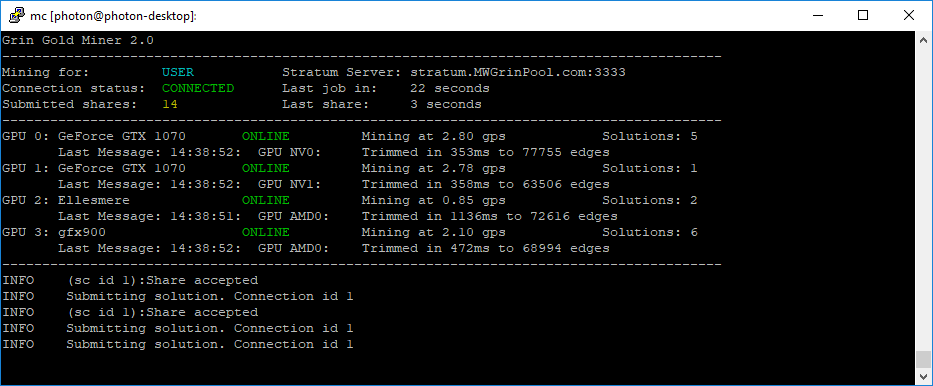 mc [photon@photon-desktop]:
Grin Gold Miner 2.0
--------------------------------------------------------------------------------
Mining for: USER Stratum Server: stratum.MWGrinPool.com:3333
Connection status: CONNECTED Last job in: 22 seconds
Submitted shares: 14 Last share: 3 seconds
--------------------------------------------------------------------------------
GPU 0: GeForce GTX 1070 ONLINE Mining at 2.80 gps Solutions: 5
Last Message: 14:38:52: GPU NV0: Trimmed in 353ms to 77755 edges
GPU 1: GeForce GTX 1070 ONLINE Mining at 2.78 gps Solutions: 1
Last Message: 14:38:52: GPU NV1: Trimmed in 358ms to 63506 edges
GPU 2: Ellesmere ONLINE Mining at 0.85 gps Solutions: 2
Last Message: 14:38:51: GPU AMD0: Trimmed in 1136ms to 72616 edges
GPU 3: gfx900 ONLINE Mining at 2.10 gps Solutions: 6
Last Message: 14:38:52: GPU AMD0: Trimmed in 472ms to 68994 edges
--------------------------------------------------------------------------------
INFO (sc id 1):Share accepted
INFO Submitting solution. Connection id 1
INFO (sc id 1):Share accepted
INFO Submitting solution. Connection id 1
INFO Submitting solution. Connection id 1